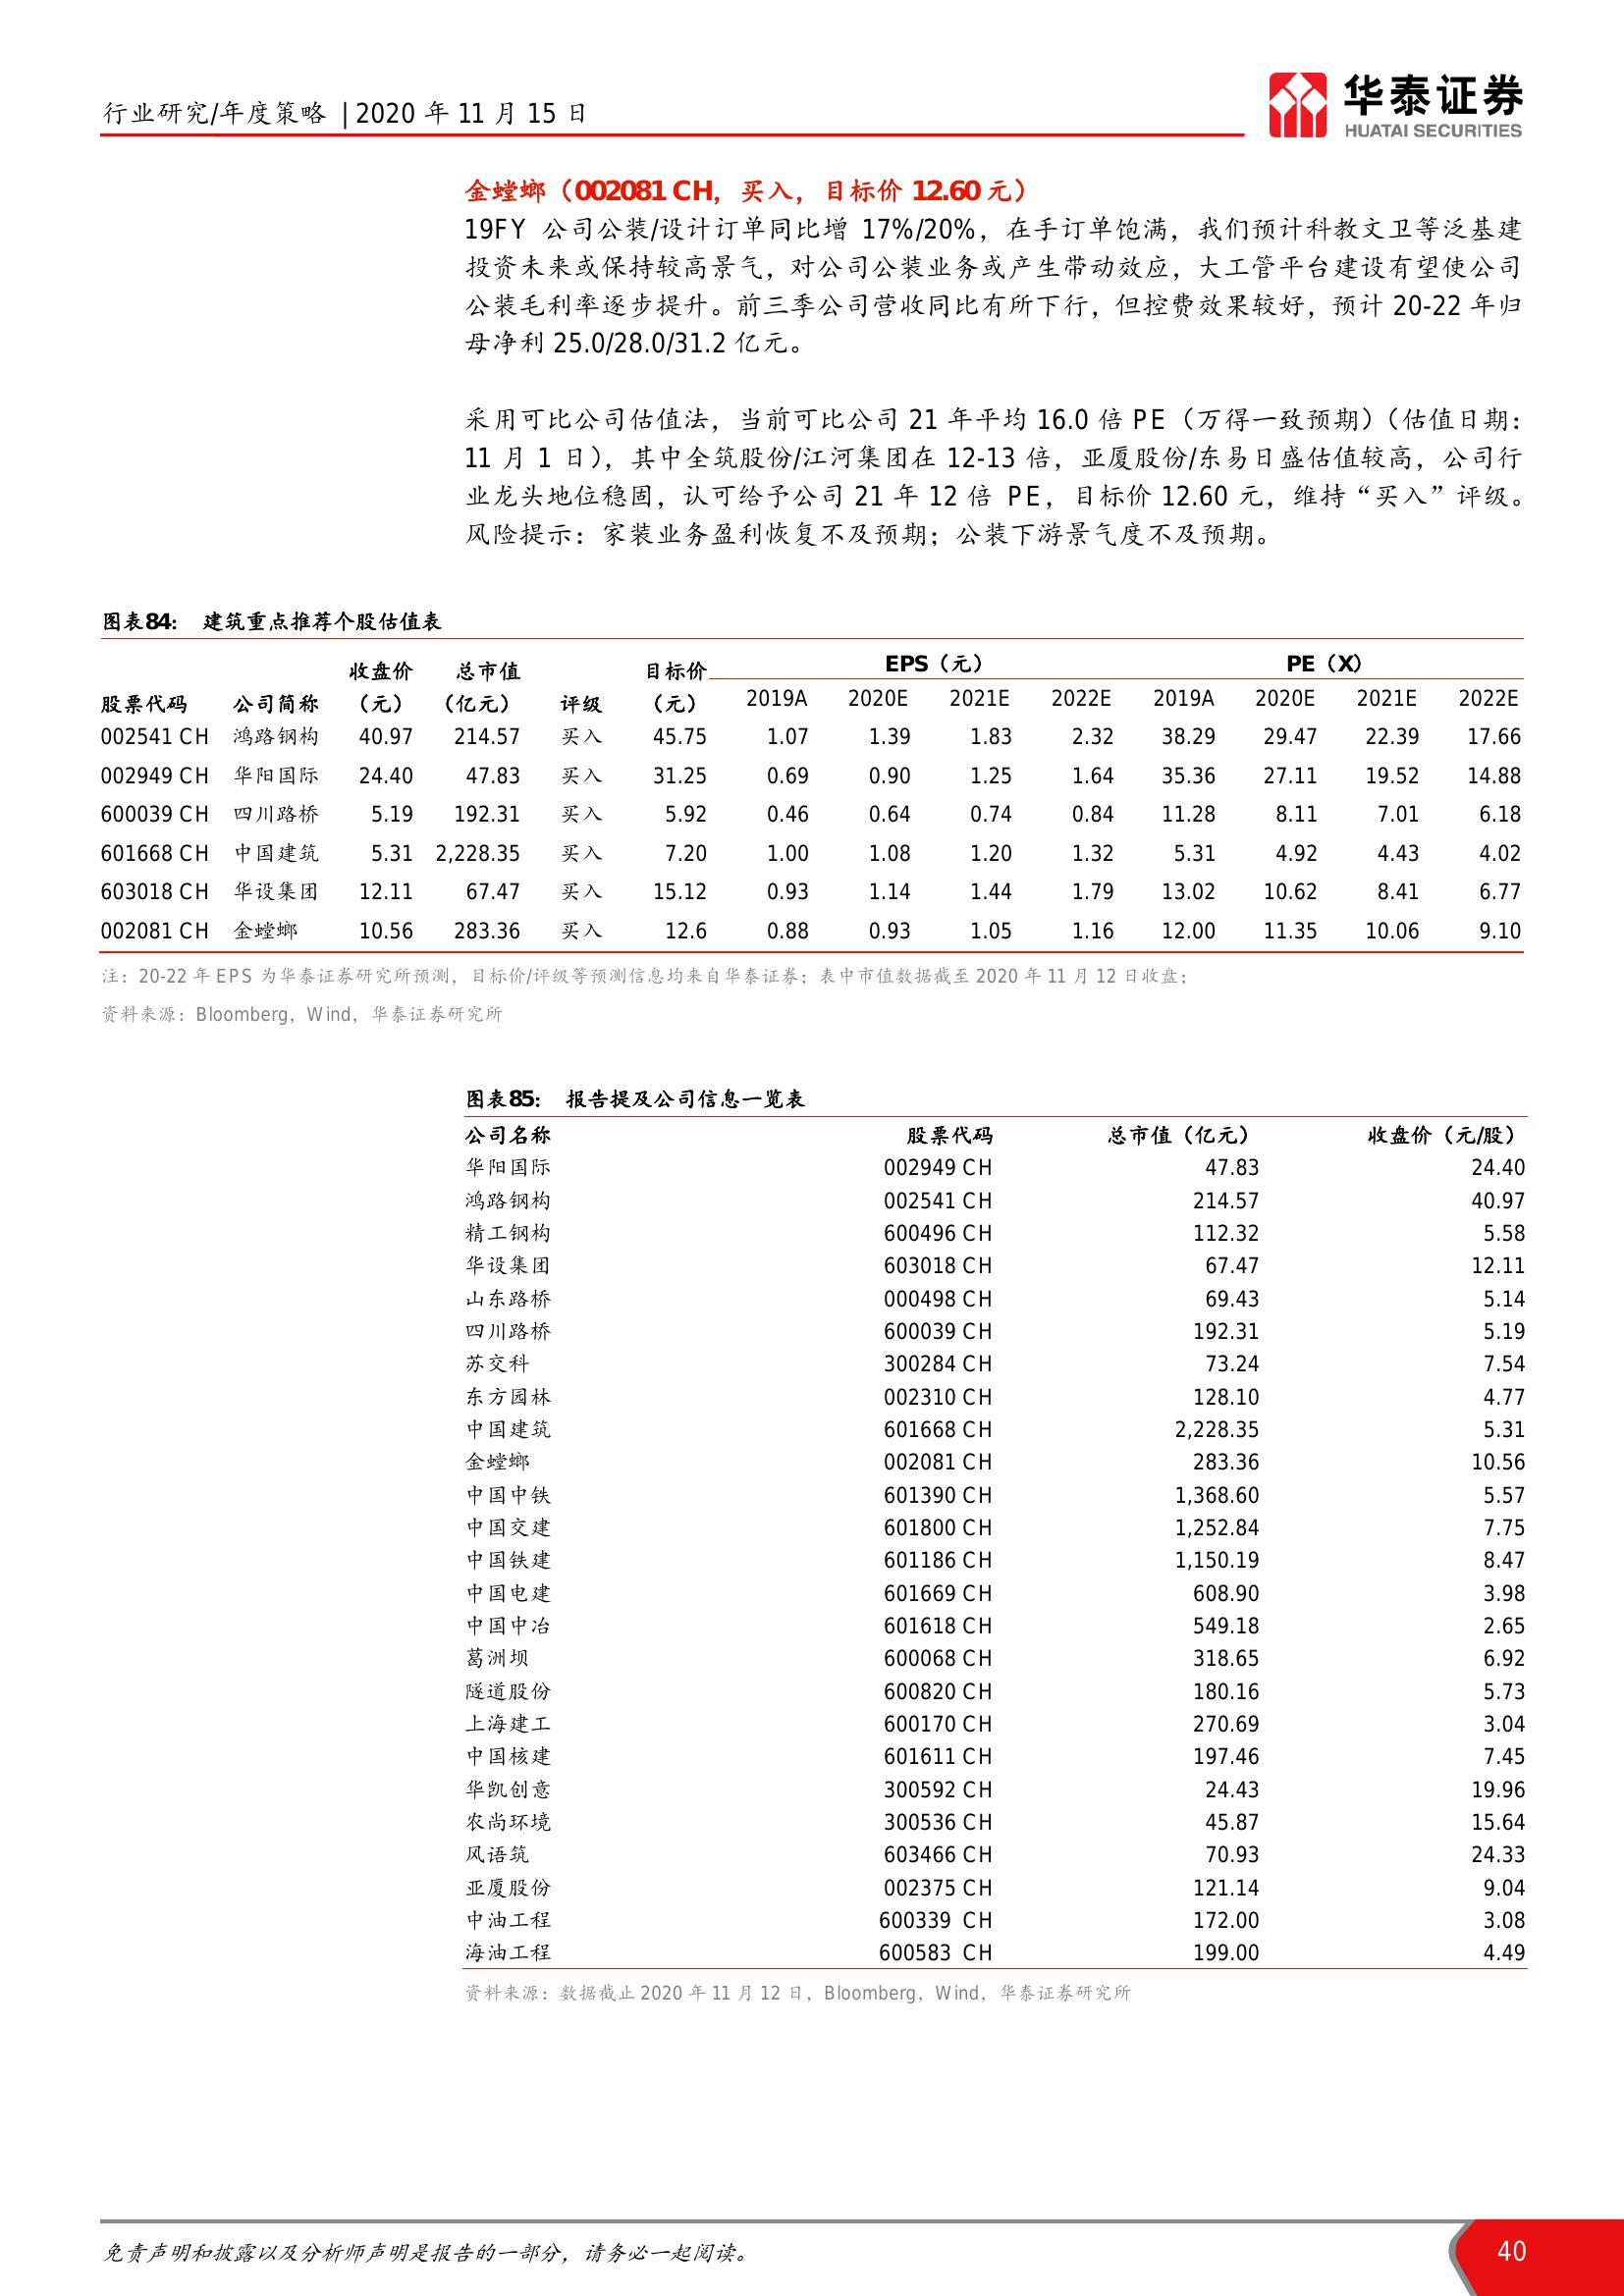 行业研究/年度策略 | 2020 年 11 月 15 日
华泰证券
HUATAI SECURITIES
金螳螂（002081 CH，买入，目标价 12.60 元）
19FY 公司公装/设计订单同比增 17%/20%，在手订单饱满，我们预计科教文卫等泛基建
投资未来或保持较高景气，对公司公装业务或产生带动效应，大工管平台建设有望使公司
公装毛利率逐步提升。前三季公司营收同比有所下行，但控费效果较好，预计 20-22 年归
母净利 25.0/28.0/31.2 亿元。
采用可比公司估值法，当前可比公司 21 年平均 16.0 倍 PE（万得一致预期）（估值日期：
11 月 1 日），其中全筑股份/江河集团在 12-13 倍，亚厦股份/东易日盛估值较高，公司行
业龙头地位稳固，认可给予公司 21 年 12 倍 PE，目标价 12.60 元，维持“买入”评级。
风险提示：家装业务盈利恢复不及预期；公装下游景气度不及预期。
图表84： 建筑重点推荐个股估值表
收盘价 总市值 目标价 EPS（元） PE（X）
股票代码 公司简称 （元） （亿元） 评级 （元） 2019A 2020E 2021E 2022E 2019A 2020E 2021E 2022E
002541 CH 鸿路钢构 40.97 214.57 买入 45.75 1.07 1.39 1.83 2.32 38.29 29.47 22.39 17.66
002949 CH 华阳国际 24.40 47.83 买入 31.25 0.69 0.90 1.25 1.64 35.36 27.11 19.52 14.88
600039 CH 四川路桥 5.19 192.31 买入 5.92 0.46 0.64 0.74 0.84 11.28 8.11 7.01 6.18
601668 CH 中国建筑 5.31 2,228.35 买入 7.20 1.00 1.08 1.20 1.32 5.31 4.92 4.43 4.02
603018 CH 华设集团 12.11 67.47 买入 15.12 0.93 1.14 1.44 1.79 13.02 10.62 8.41 6.77
002081 CH 金螳螂 10.56 283.36 买入 12.6 0.88 0.93 1.05 1.16 12.00 11.35 10.06 9.10
注：20-22 年 EPS 为华泰证券研究所预测，目标价/评级等预测信息均来自华泰证券；表中市值数据截至 2020 年 11 月 12 日收盘；
资料来源：Bloomberg，Wind，华泰证券研究所
图表85： 报告提及公司信息一览表
公司名称 股票代码 总市值（亿元） 收盘价（元/股）
华阳国际 002949 CH 47.83 24.40
鸿路钢构 002541 CH 214.57 40.97
精工钢构 600496 CH 112.32 5.58
华设集团 603018 CH 67.47 12.11
山东路桥 000498 CH 69.43 5.14
四川路桥 600039 CH 192.31 5.19
苏交科 300284 CH 73.24 7.54
东方园林 002310 CH 128.10 4.77
中国建筑 601668 CH 2,228.35 5.31
金螳螂 002081 CH 283.36 10.56
中国中铁 601390 CH 1,368.60 5.57
中国交建 601800 CH 1,252.84 7.75
中国铁建 601186 CH 1,150.19 8.47
中国电建 601669 CH 608.90 3.98
中国中冶 601618 CH 549.18 2.65
葛洲坝 600068 CH 318.65 6.92
隧道股份 600820 CH 180.16 5.73
上海建工 600170 CH 270.69 3.04
中国核建 601611 CH 197.46 7.45
华凯创意 300592 CH 24.43 19.96
农尚环境 300536 CH 45.87 15.64
风语筑 603466 CH 70.93 24.33
亚厦股份 002375 CH 121.14 9.04
中油工程 600339 CH 172.00 3.08
海油工程 600583 CH 199.00 4.49
资料来源：数据截止 2020 年 11 月 12 日，Bloomberg，Wind，华泰证券研究所
免责声明和披露以及分析师声明是报告的一部分，请务必一起阅读。
40